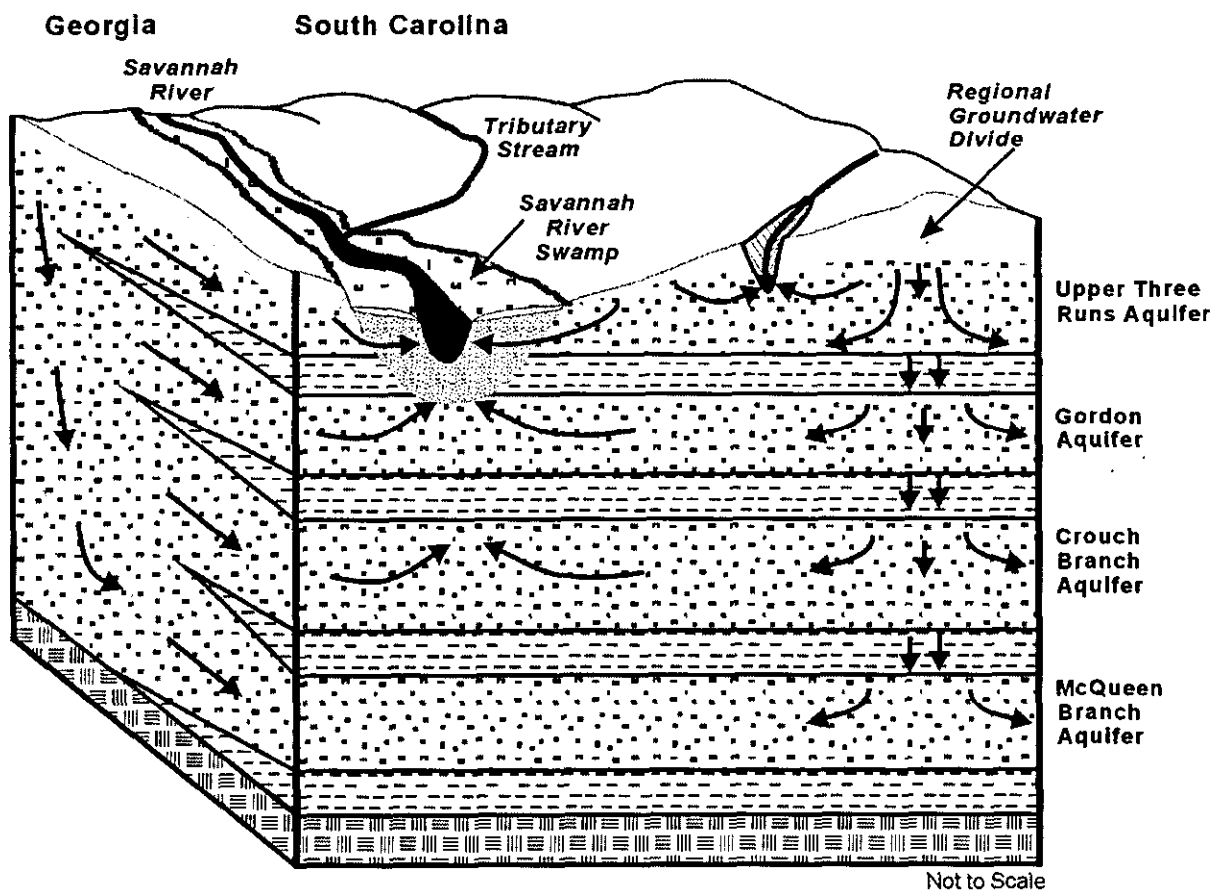 Georgia
South Carolina
Savannah
River
Tributary
Stream
Savannah
River
Swamp
Regional
Groundwater
Divide
Upper Three
Runs Aquifer
Gordon
Aquifer
Crouch
Branch
Aquifer
McQueen
Branch
Aquifer
Not to Scale